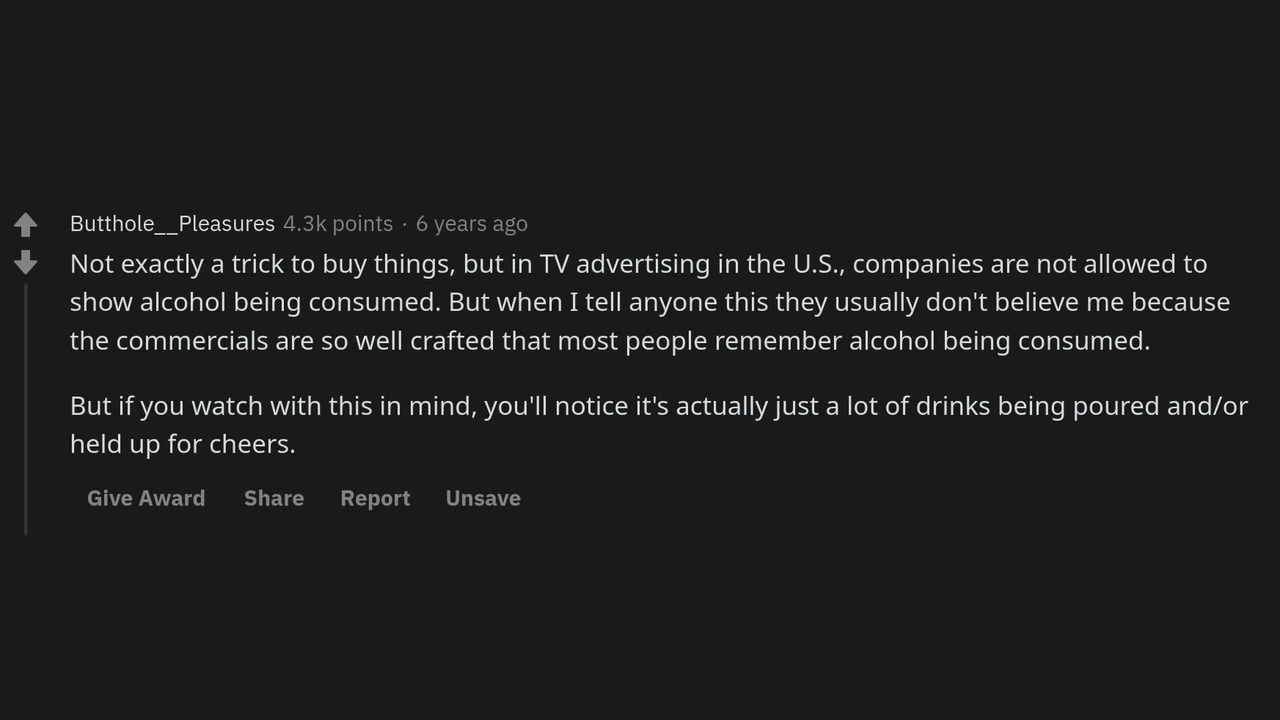 Butthole__Pleasures 4.3k points · 6 years ago
Not exactly a trick to buy things, but in TV advertising in the U.S., companies are not allowed to
show alcohol being consumed. But when I tell anyone this they usually don't believe me because
the commercials are so well crafted that most people remember alcohol being consumed.
But if you watch with this in mind, you'll notice it's actually just a lot of drinks being poured and/or
held up for cheers.
Give Award Share Report Unsave